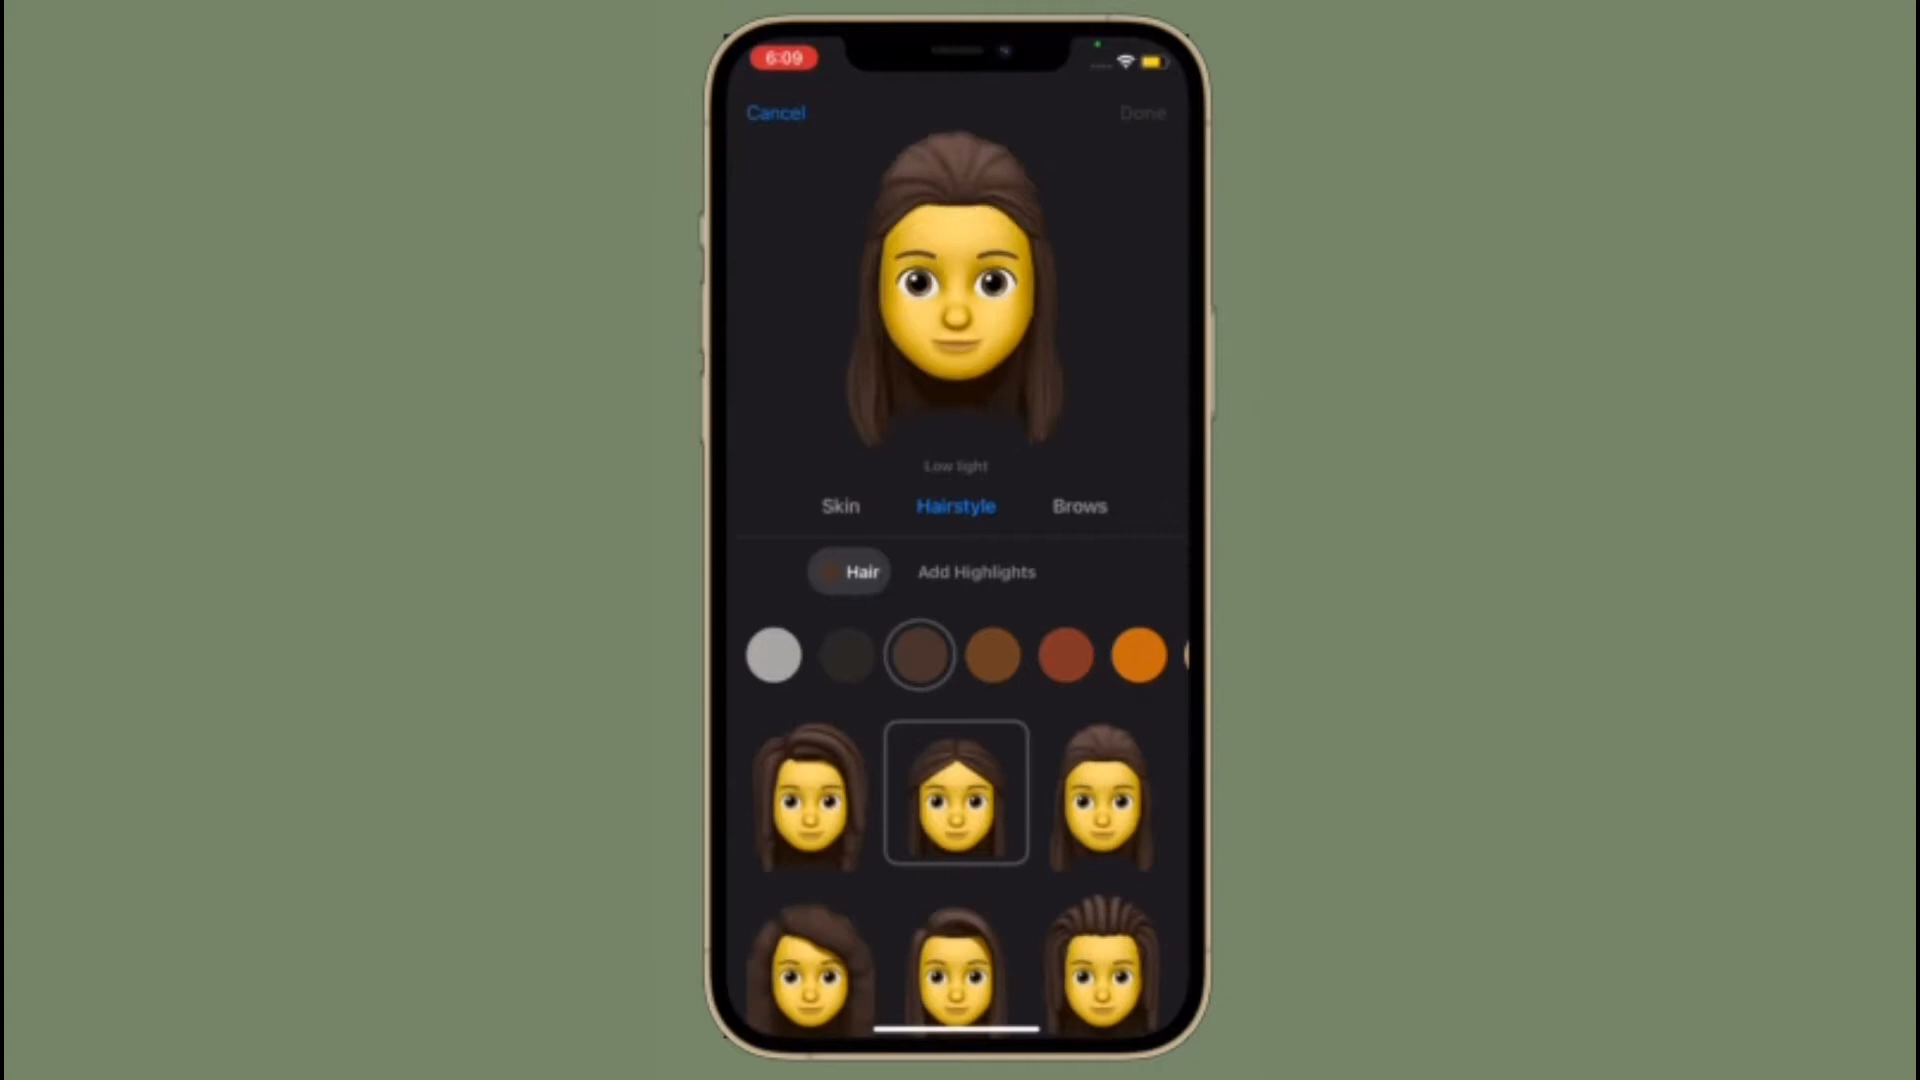 6:09
Cancel Done
Low light
Skin Hairstyle Brows
Hair Add Highlights